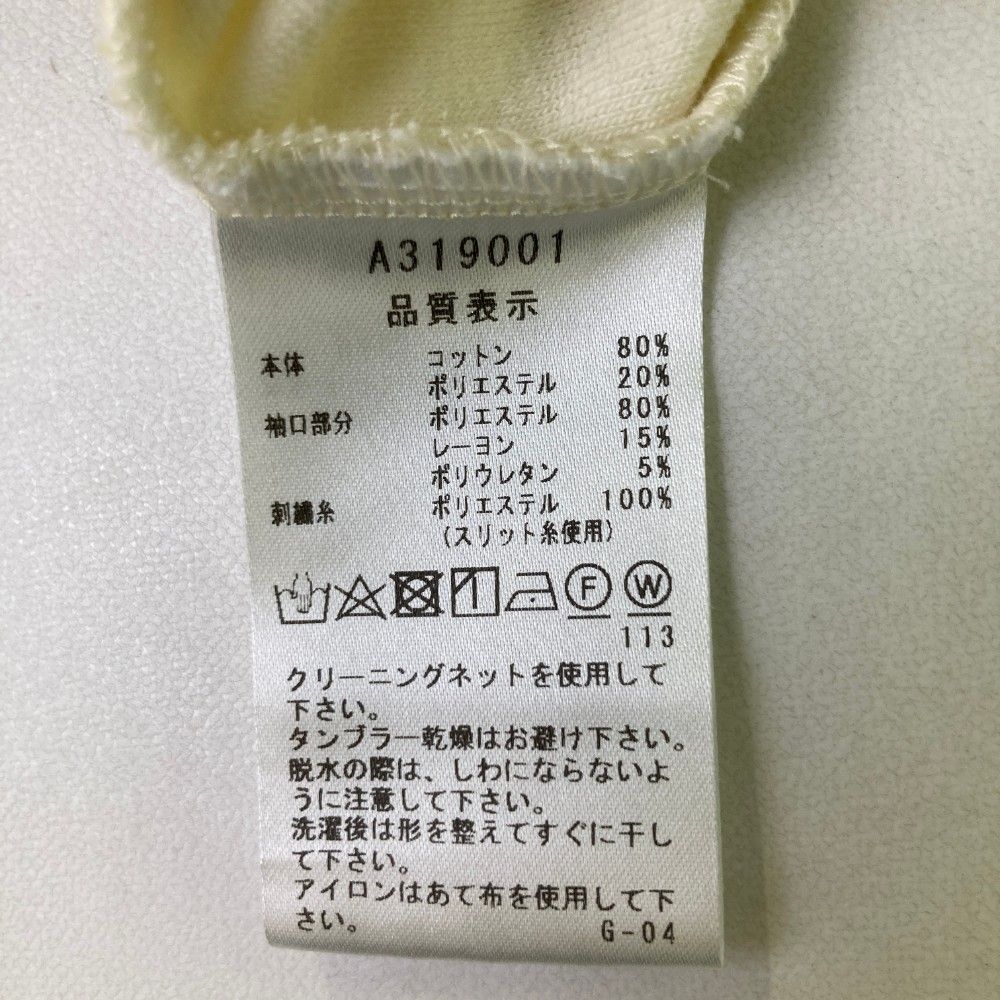 A319001
品質表示
本体 コットン 80%
ポリエステル 20%
袖口部分 ポリエステル 80%
レーヨン 15%
ポリウレタン 5%
刺繍糸 ポリエステル 100%
(スリット糸使用)
F W
113
クリーニングネットを使用して
下さい。
タンブラー乾燥はお避け下さい。
脱水の際は、しわにならないよ
うに注意して下さい。
洗濯後は形を整えてすぐに干し
て下さい。
アイロンはあて布を使用して下
さい。 G-04